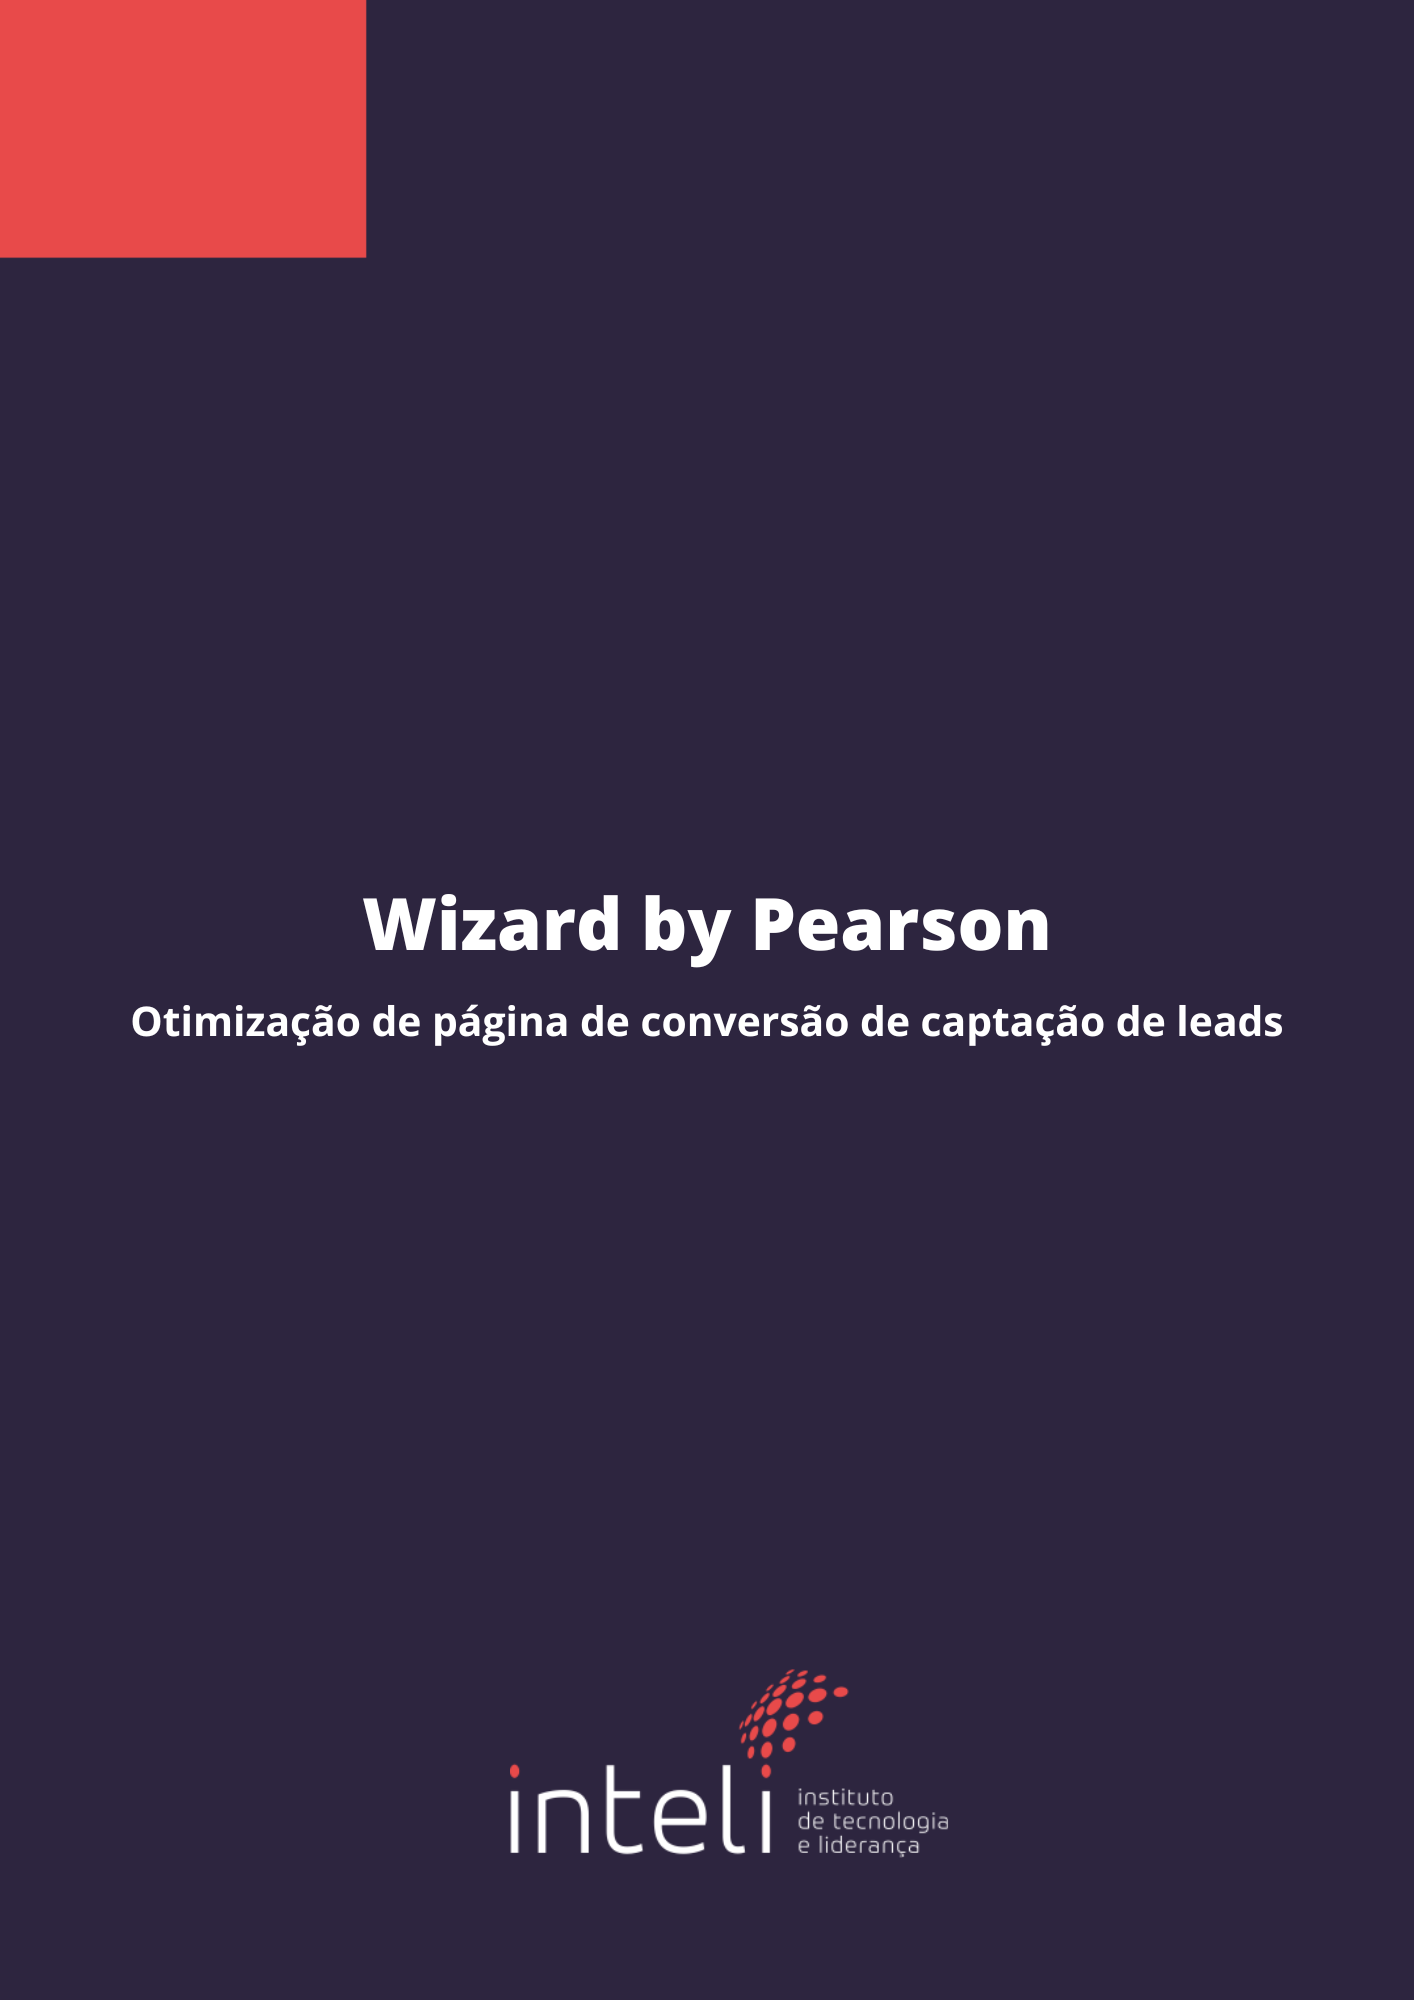 Wizard by Pearson
Otimização de página de conversão de captação de leads
inteli
instituto
de tecnologia
e liderança